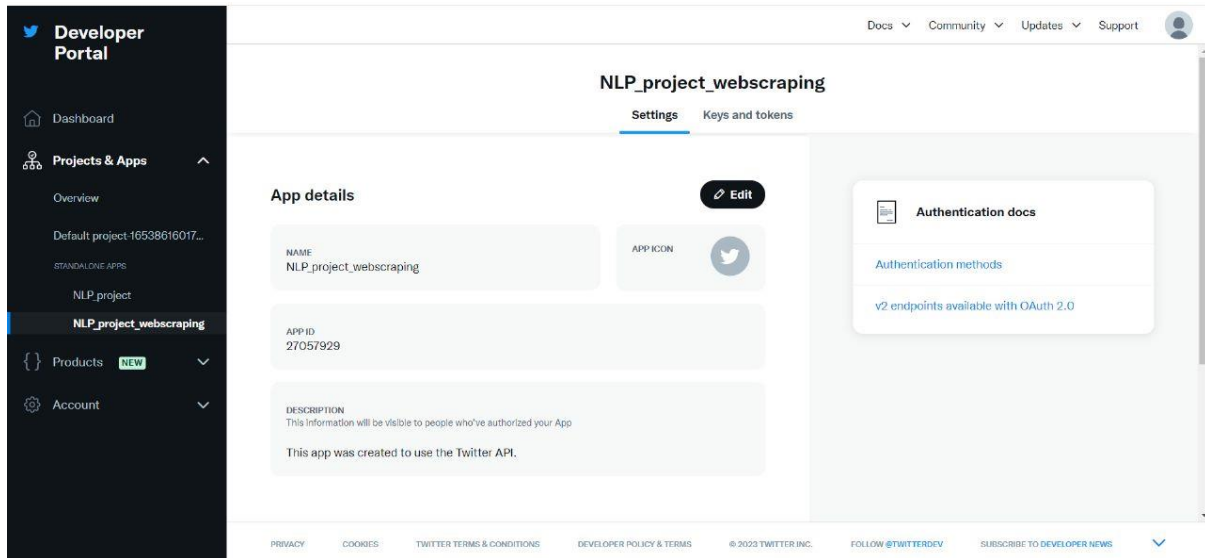 Developer
Portal
Dashboard
Projects & Apps
Overview
Default project-16538616017...
STANDALONE APPS
NLP_project
NLP_project_webscraping
Products NEW
Account
Docs Community Updates Support
NLP_project_webscraping
Settings Keys and tokens
App details
Edit
NAME
NLP_project_webscraping
APP ICON
APP ID
27057929
DESCRIPTION
This information will be visible to people who've authorized your App
This app was created to use the Twitter API.
Authentication docs
Authentication methods
v2 endpoints available with OAuth 2.0
PRIVACY COOKIES TWITTER TERMS & CONDITIONS DEVELOPER POLICY & TERMS © 2023 TWITTER INC. FOLLOW @TWITTERDEV SUBSCRIBE TO DEVELOPER NEWS